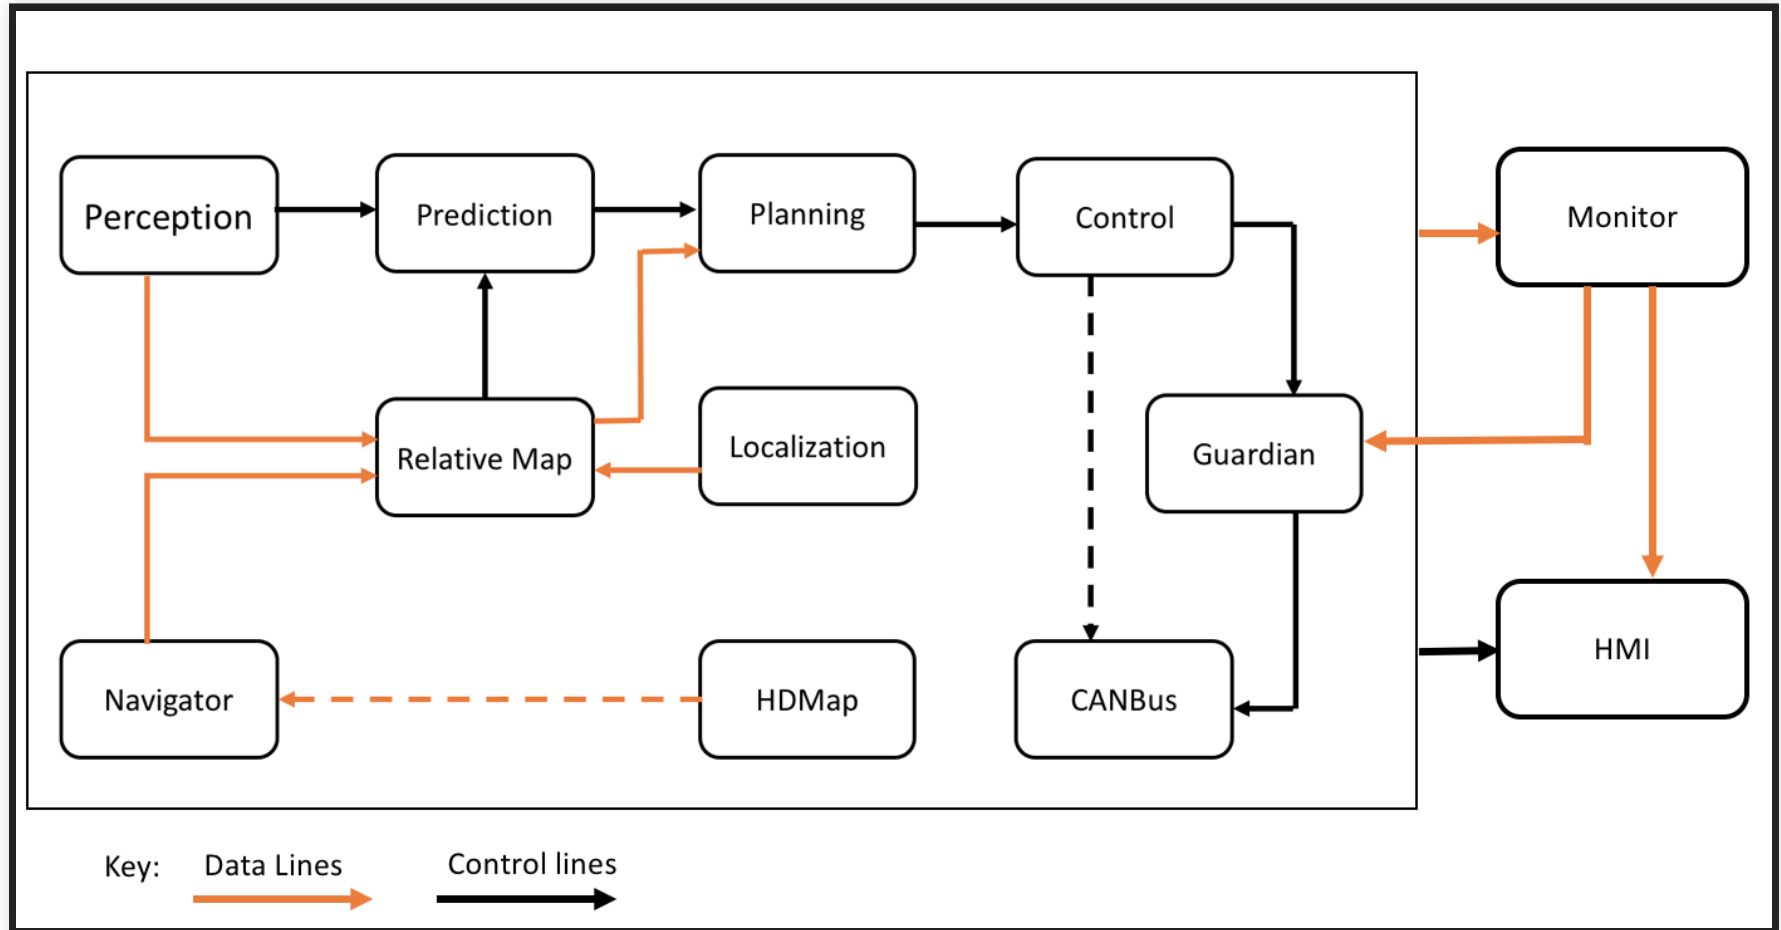 Perception
Prediction
Planning
Control
Monitor
Relative Map
Localization
Guardian
Navigator
HDMap
CANBus
HMI
Key:
Data Lines
Control lines